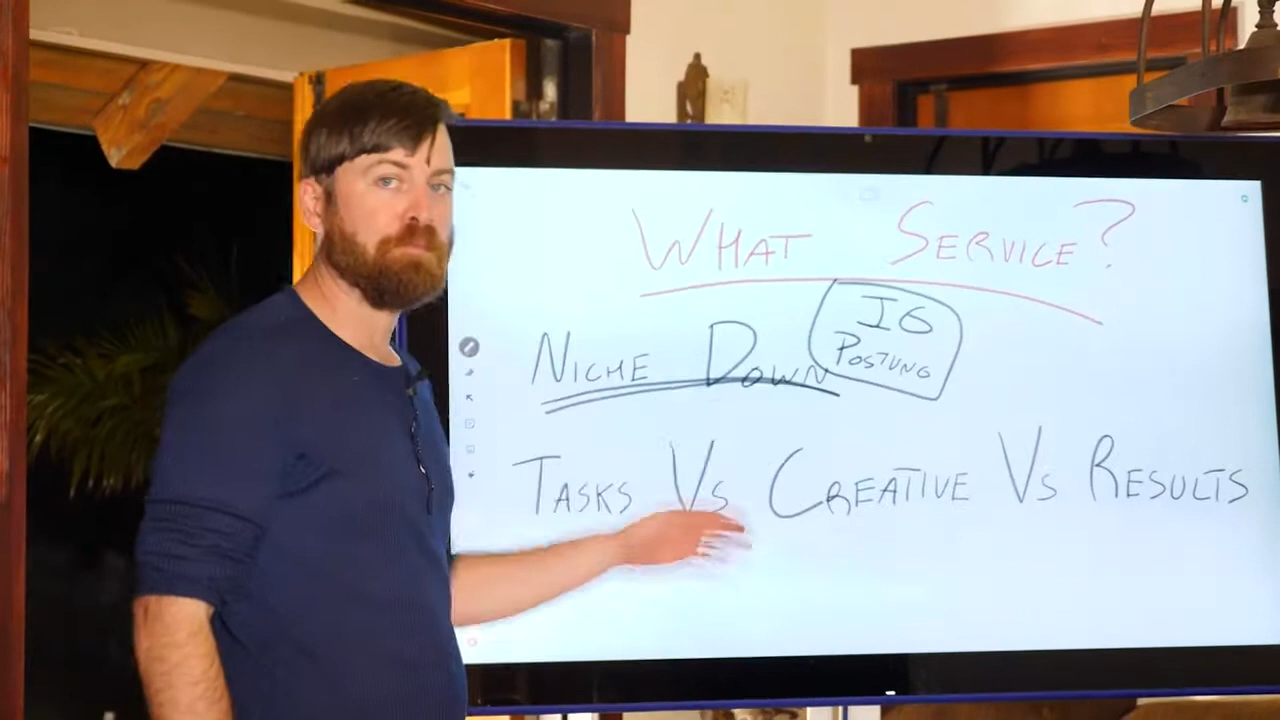 WHAT SERVICE?
NICHE DOWN
IG
POSTING
TASKS VS CREATIVE VS RESULTS